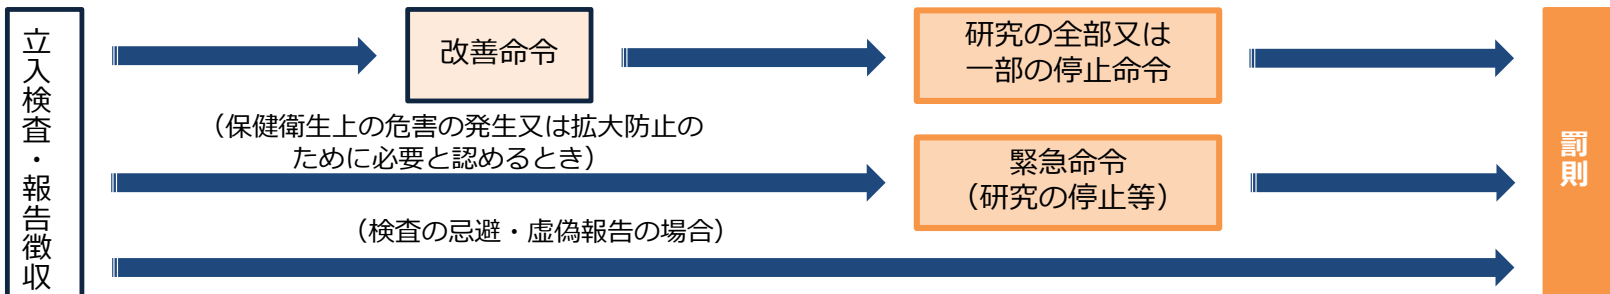 立入検査・報告徴収
改善命令
研究の全部又は
一部の停止命令
（保健衛生上の危害の発生又は拡大防止の
ために必要と認めるとき）
緊急命令
（研究の停止等）
（検査の忌避・虚偽報告の場合）
罰則